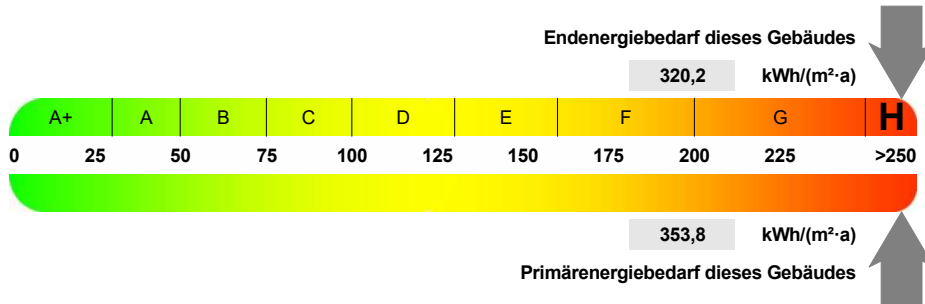 Endenergiebedarf dieses Gebäudes
320,2 kWh/(m²·a)
A+ A B C D E F G H
0 25 50 75 100 125 150 175 200 225 >250
353,8 kWh/(m²·a)
Primärenergiebedarf dieses Gebäudes